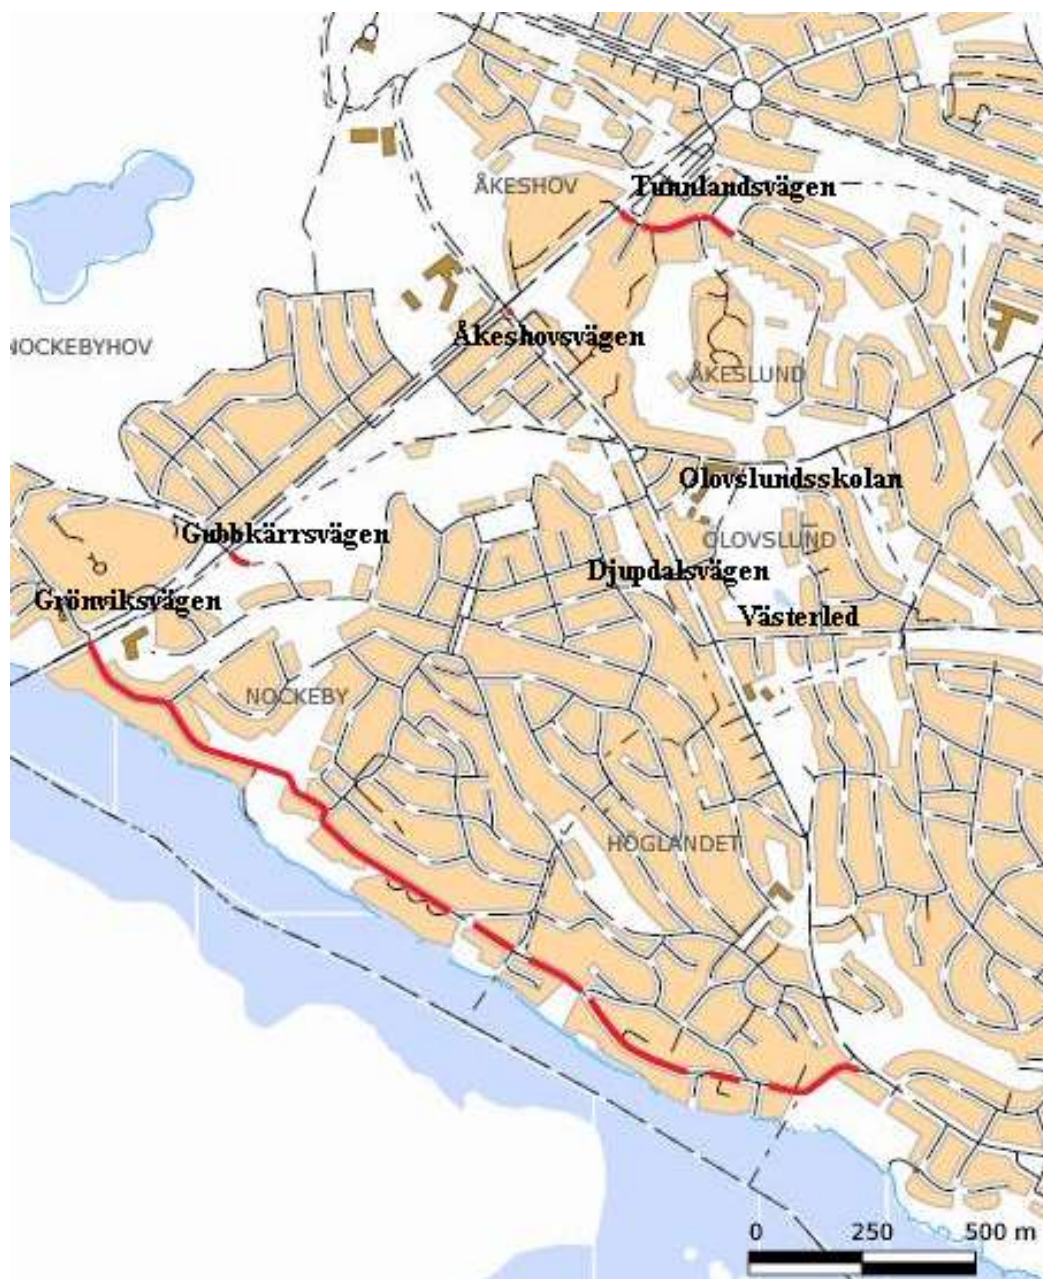 ÅKESHOV
Tunnlandsvägen
Åkeshovsvägen
NOCKEBYHOV
ÅKESLUND
Olovslundsskolan
Gubbkärrsvägen
OLOVSLUND
Djupdalsvägen
Grönviksvägen
Västerled
NOCKEBY
HÖGLANDET
0 250 500 m